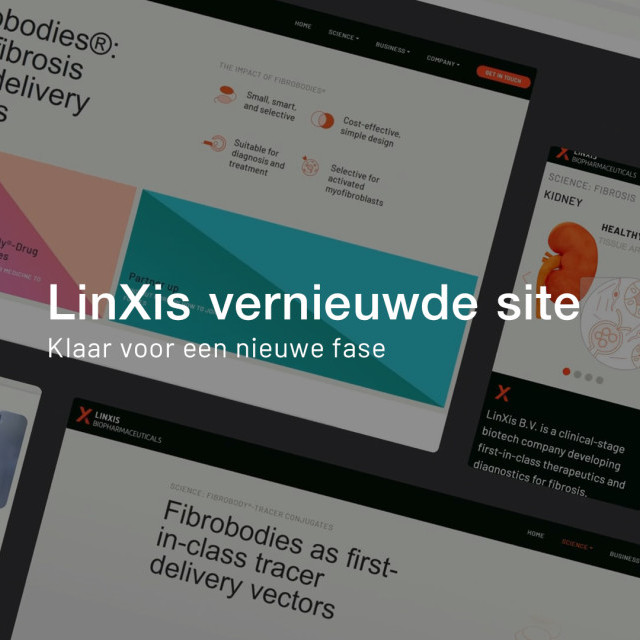 HOME SCIENCE BUSINESS COMPANY GET IN TOUCH
fibrosis
delivery
THE IMPACT OF FIBROBODIES®
Small, smart,
and selective
Cost-effective,
simple design
Suitable for
diagnosis and
treatment
Selective for
activated
myofibroblasts
Partner up
LINXIS
BIOPHARMACEUTICALS
SCIENCE: FIBROSIS
KIDNEY
HEALTHY
LinXis vernieuwde site
Klaar voor een nieuwe fase
LinXis B.V. is a clinical-stage
biotech company developing
first-in-class therapeutics and
diagnostics for fibrosis.
LINXIS
BIOPHARMACEUTICALS
HOME SCIENCE BUSINESS
SCIENCE: FIBROBODY®-TRACER CONJUGATES
Fibrobodies as first-
in-class tracer
delivery vectors